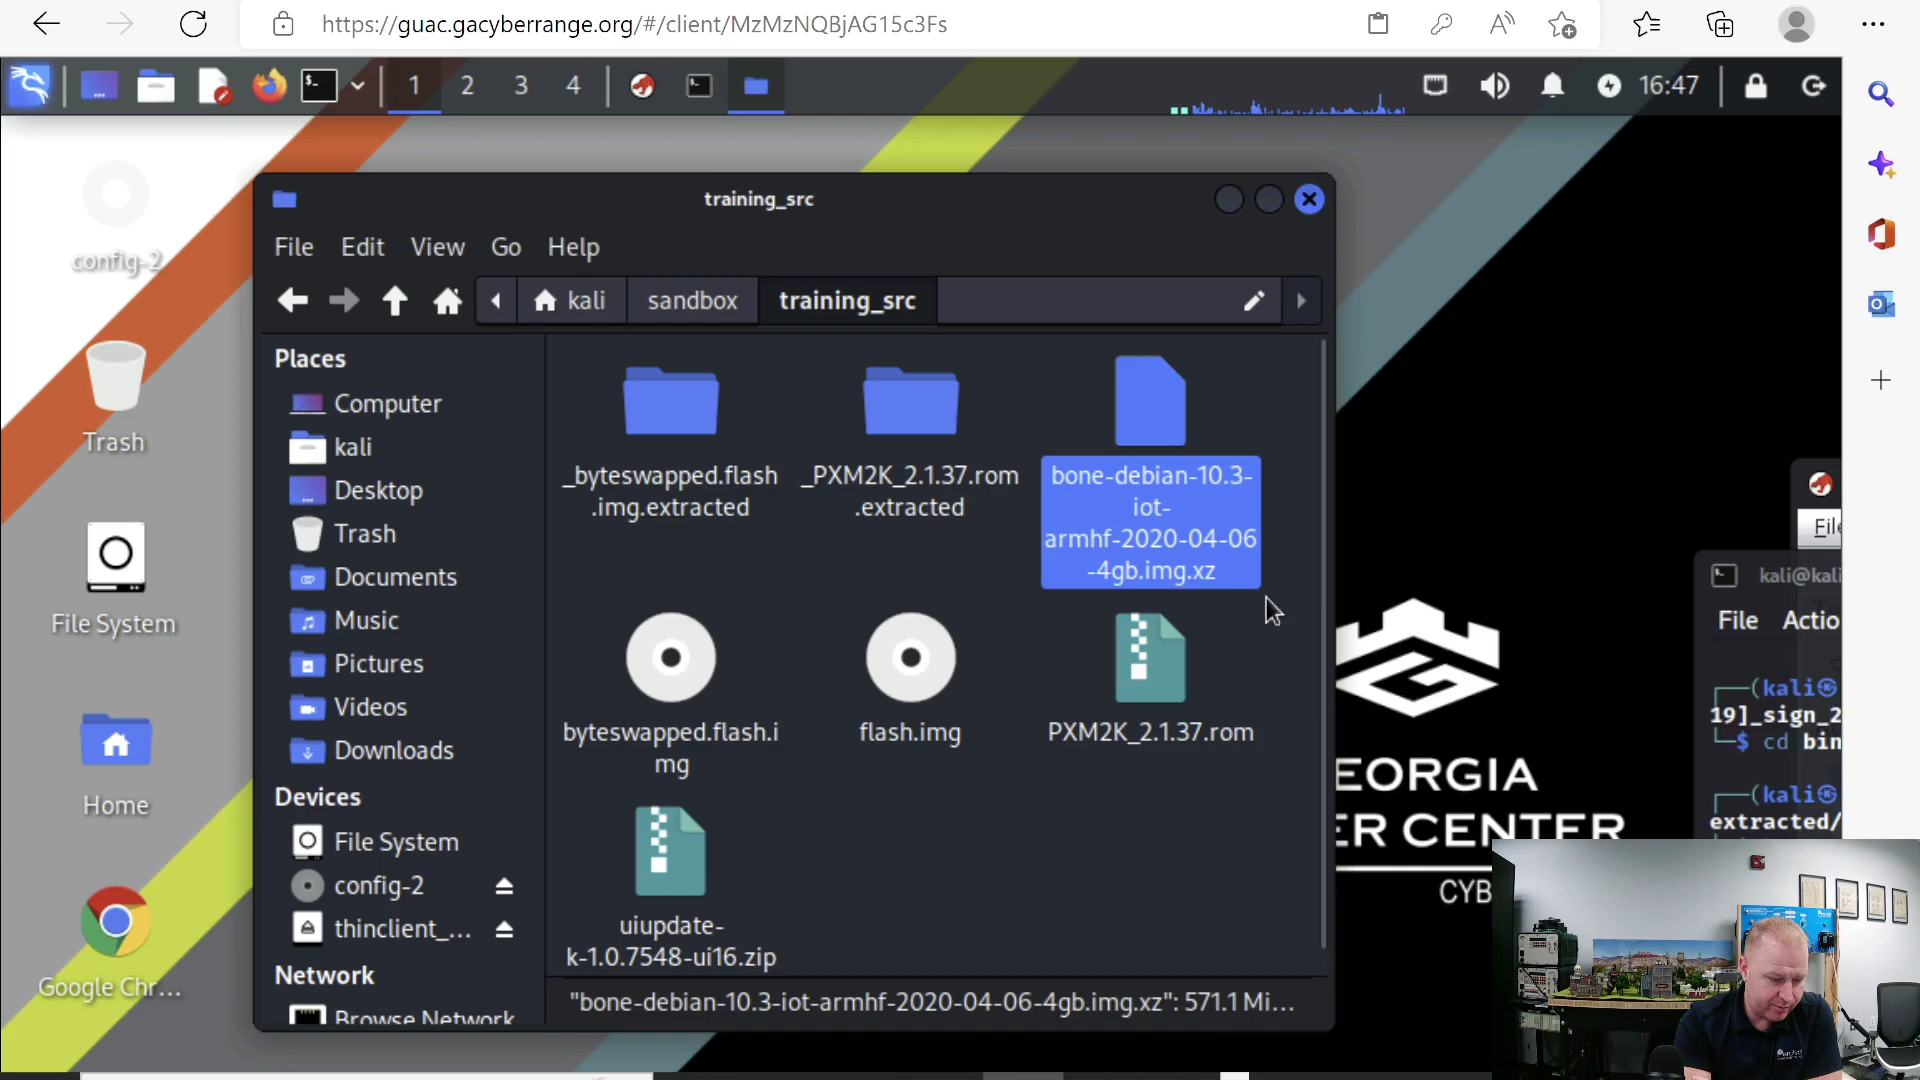 https://guac.gacyberrange.org/#/client/MzMzNQBjAG15c3Fs
1 2 3 4
16:47
config-2
Trash
File System
Home
Google Chr...
training_src
File Edit View Go Help
kali sandbox training_src
Places
Computer
kali
Desktop
Trash
Documents
Music
Pictures
Videos
Downloads
Devices
File System
config-2
thinclient_...
Network
Browse Network
_byteswapped.flash
.img.extracted
_PXM2K_2.1.37.rom
.extracted
bone-debian-10.3-
iot-
armhf-2020-04-06
-4gb.img.xz
byteswapped.flash.i
mg
flash.img
PXM2K_2.1.37.rom
uiupdate-
k-1.0.7548-ui16.zip
"bone-debian-10.3-iot-armhf-2020-04-06-4gb.img.xz": 571.1 Mi...
File
kali@kali
File Actio
(kali
19]_sign_2
$ cd bin
(kali
extracted/
EORGIA
ER CENTER
CYB